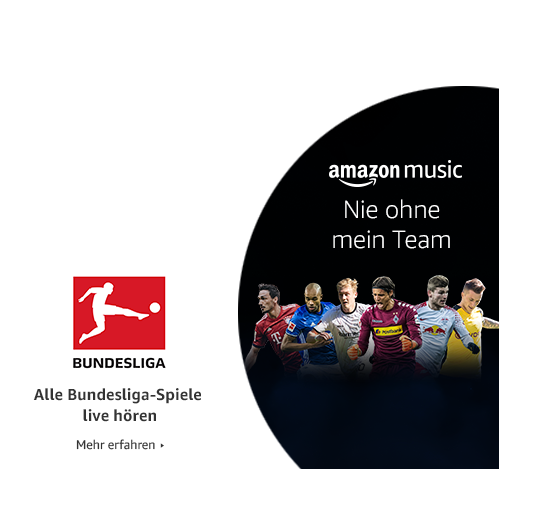 amazon music
Nie ohne
mein Team
BUNDESLIGA
Alle Bundesliga-Spiele
live hören
Mehr erfahren ▸